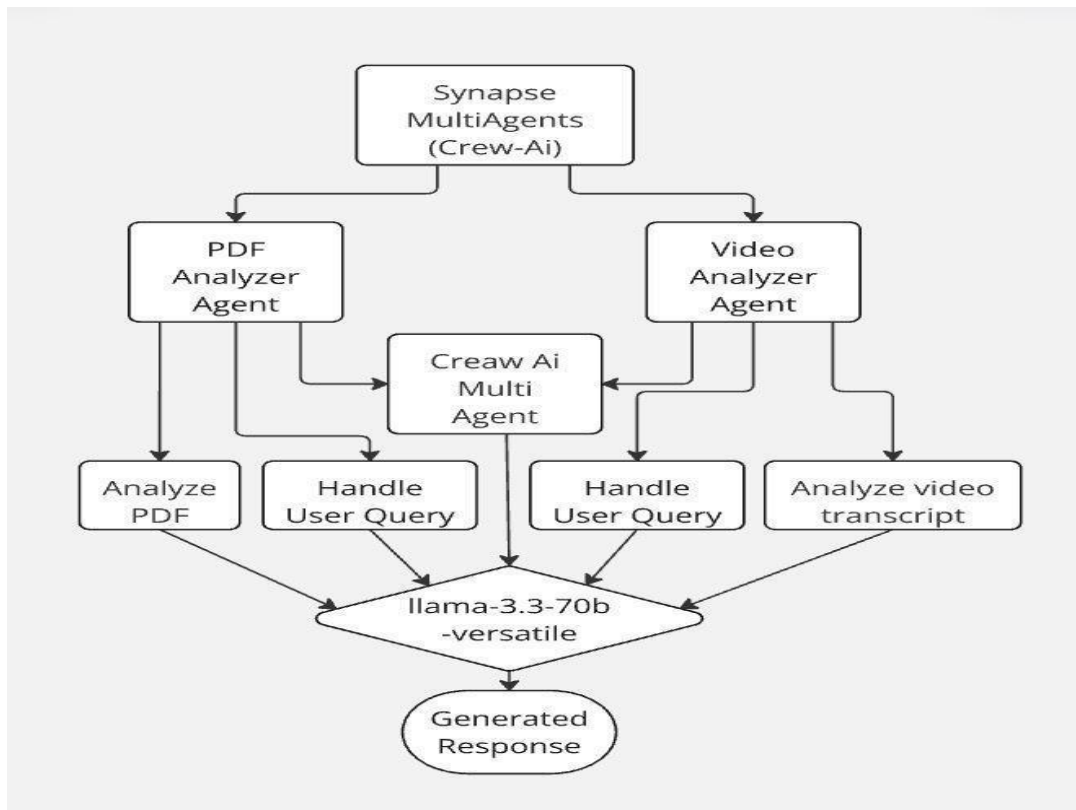 Synapse
MultiAgents
(Crew-Ai)
PDF
Analyzer
Agent
Video
Analyzer
Agent
Creaw Ai
Multi
Agent
Analyze
PDF
Handle
User Query
Handle
User Query
Analyze video
transcript
llama-3.3-70b
-versatile
Generated
Response